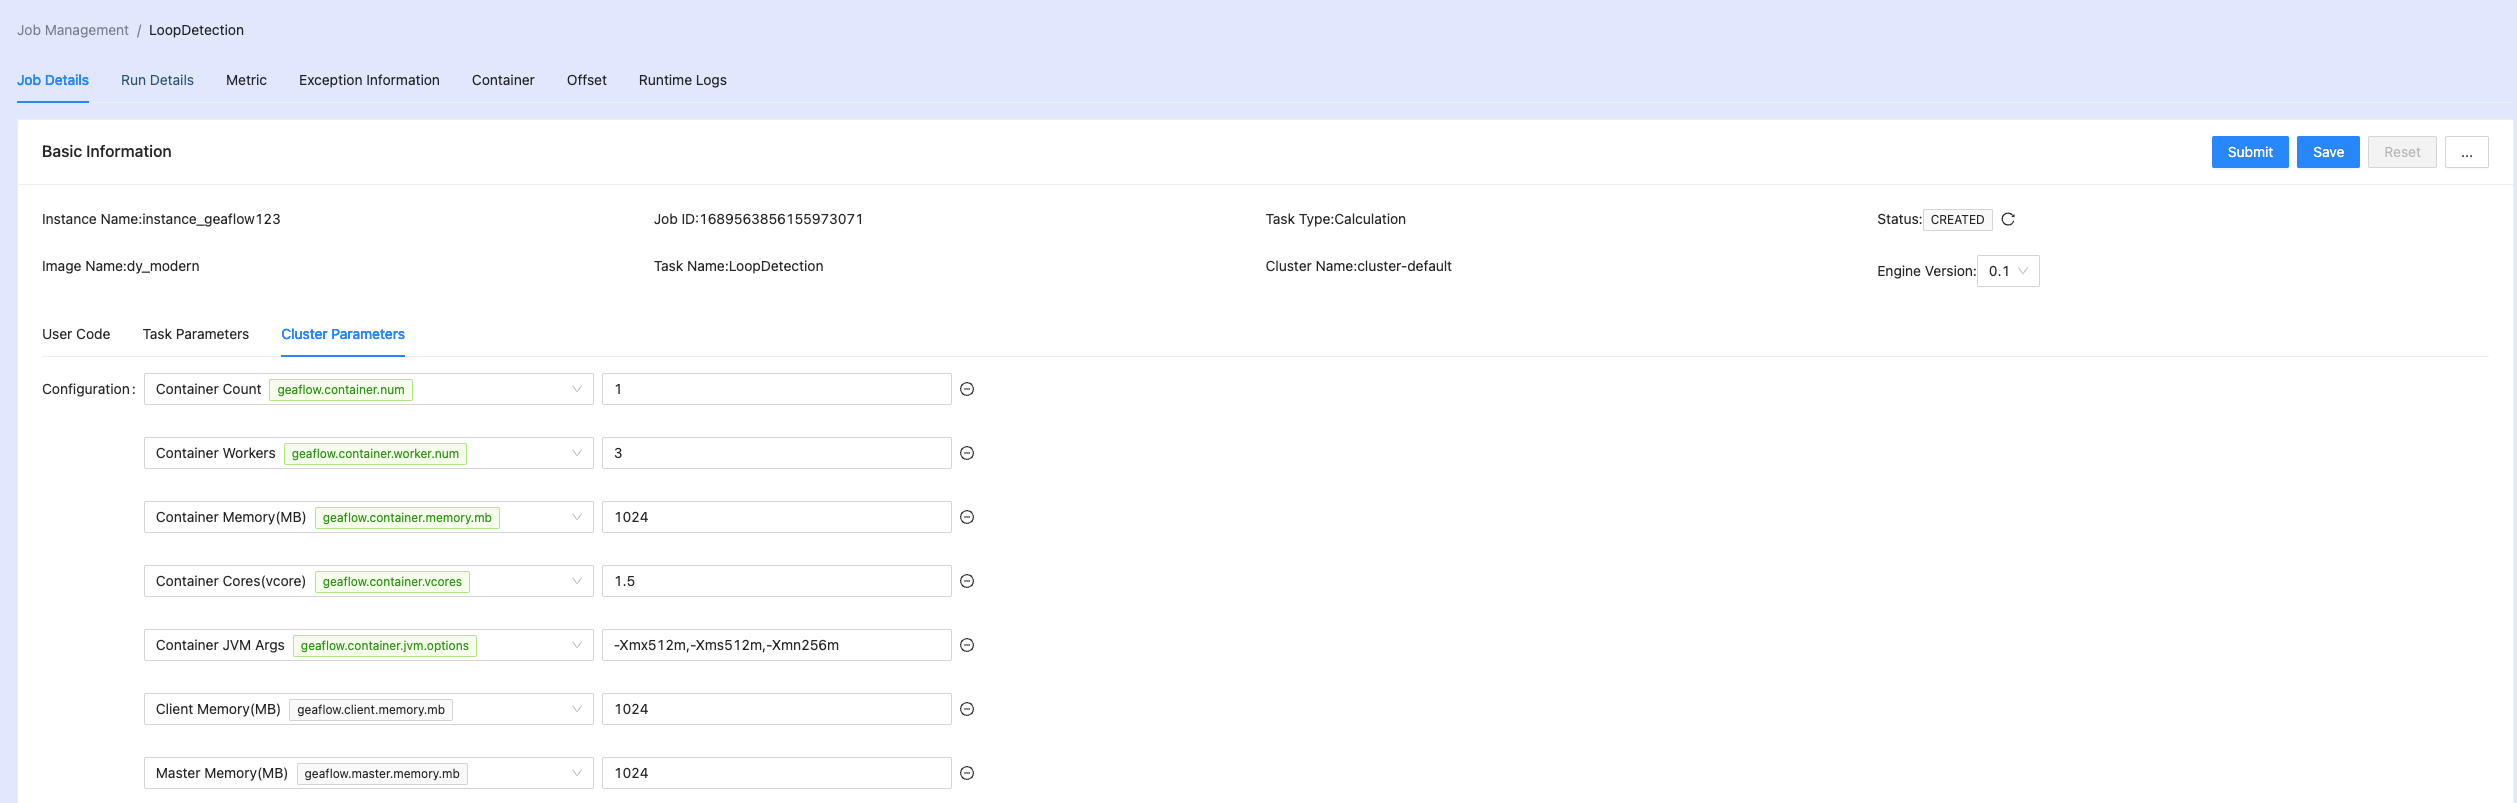 Job Management / LoopDetection
Job Details Run Details Metric Exception Information Container Offset Runtime Logs
Basic Information Submit Save Reset ...
Instance Name:instance_geaflow123 Job ID:1689563856155973071 Task Type:Calculation Status: CREATED
Image Name:dy_modern Task Name:LoopDetection Cluster Name:cluster-default Engine Version: 0.1
User Code Task Parameters Cluster Parameters
Configuration: Container Count geaflow.container.num 1
Container Workers geaflow.container.worker.num 3
Container Memory(MB) geaflow.container.memory.mb 1024
Container Cores(vcore) geaflow.container.vcores 1.5
Container JVM Args geaflow.container.jvm.options -Xmx512m,-Xms512m,-Xmn256m
Client Memory(MB) geaflow.client.memory.mb 1024
Master Memory(MB) geaflow.master.memory.mb 1024